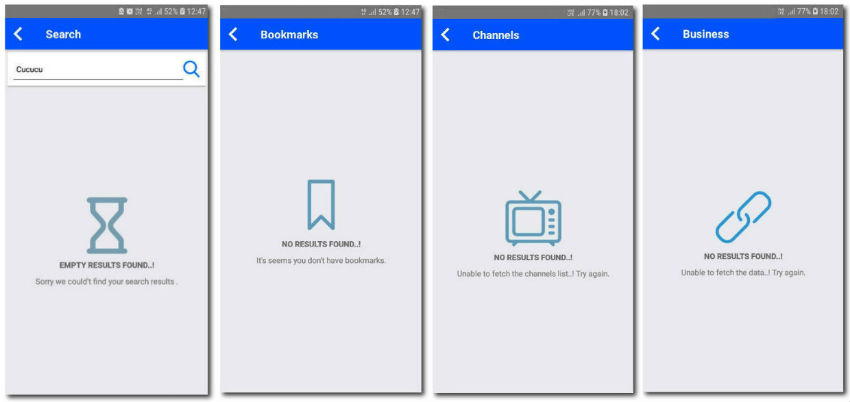 52% 12:47
Search
Cucucu
EMPTY RESULTS FOUND..!
Sorry we could't find your search results .
52% 12:47
Bookmarks
NO RESULTS FOUND..!
It's seems you don't have bookmarks.
77% 18:02
Channels
NO RESULTS FOUND..!
Unable to fetch the channels list..! Try again.
77% 18:02
Business
NO RESULTS FOUND..!
Unable to fetch the data..! Try again.